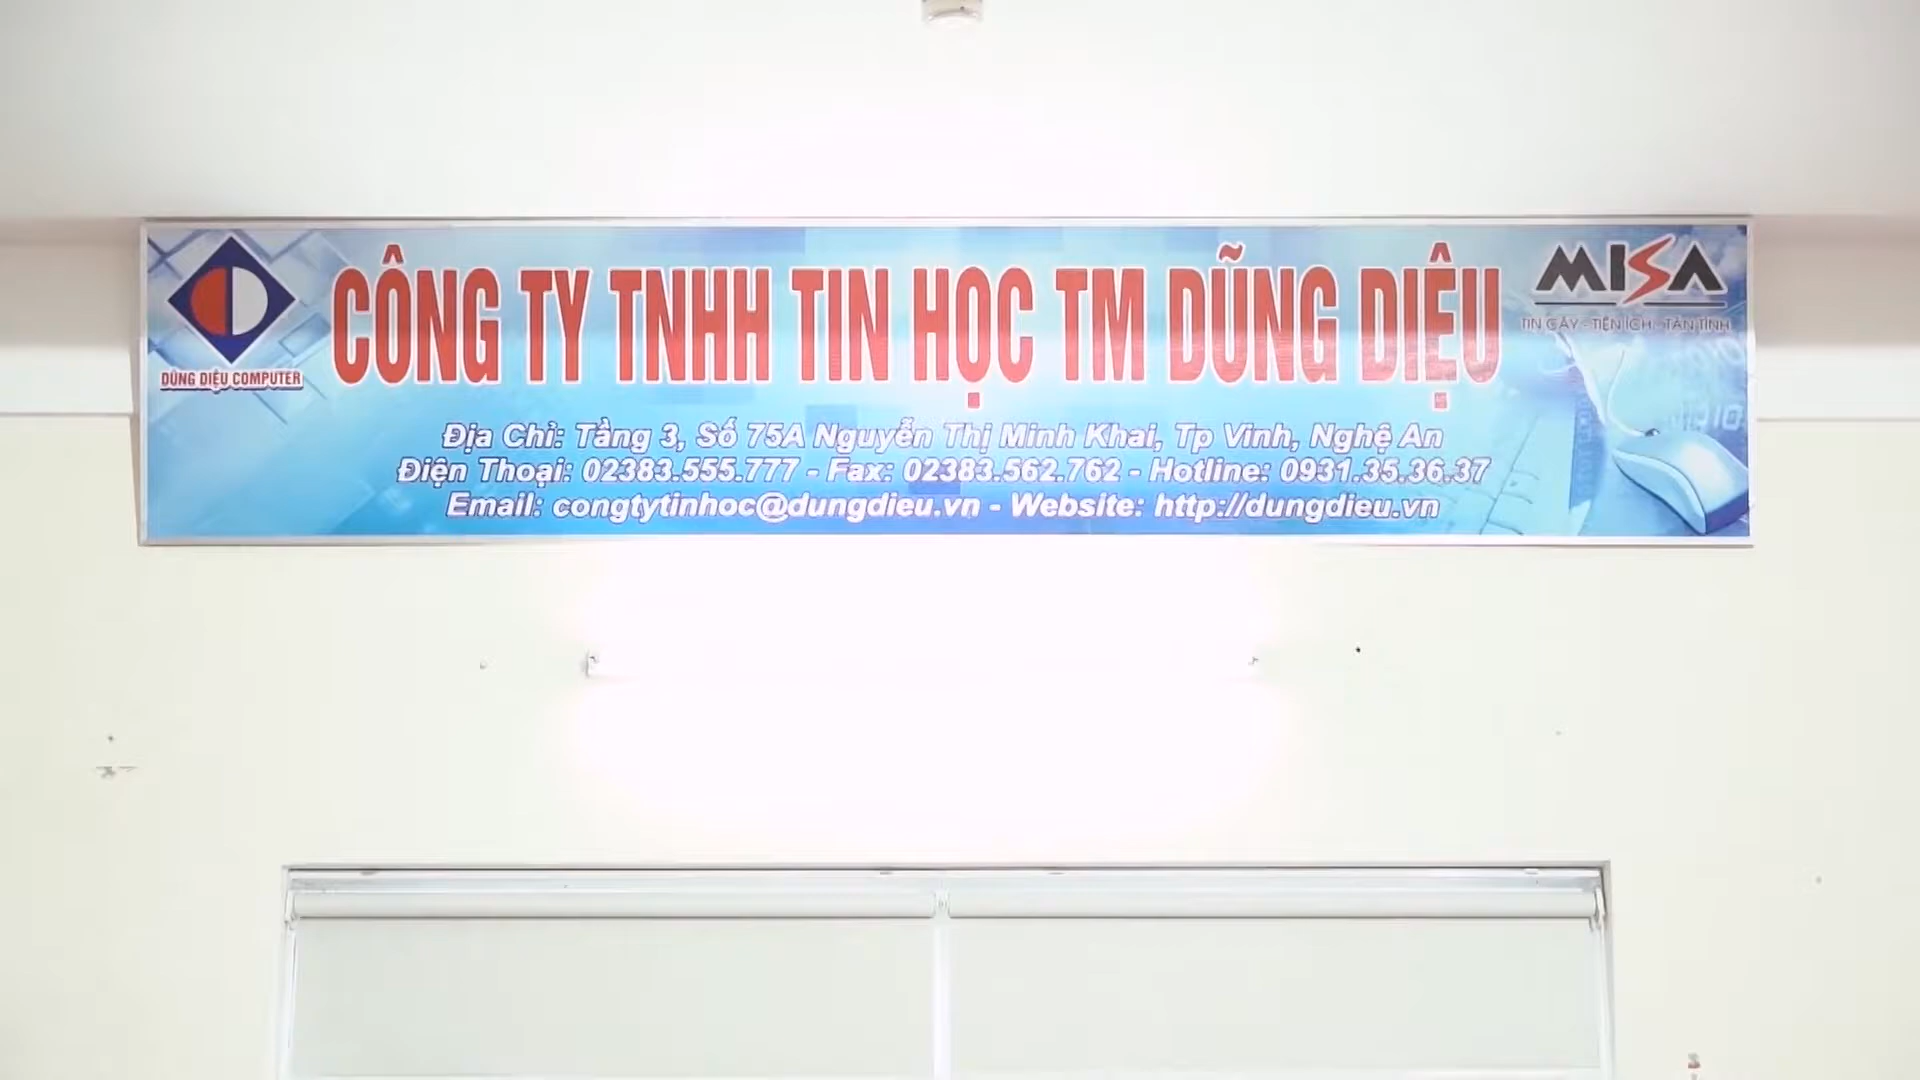 DŨNG DIỆU COMPUTER
CÔNG TY TNHH TIN HỌC TM DŨNG DIỆU
MISA
TIN CẬY - TIỆN ÍCH - TẬN TÌNH
Địa Chỉ: Tầng 3, Số 75A Nguyễn Thị Minh Khai, Tp Vinh, Nghệ An
Điện Thoại: 02383.555.777 - Fax: 02383.562.762 - Hotline: 0931.35.36.37
Email: congtytinhoc@dungdieu.vn - Website: http://dungdieu.vn